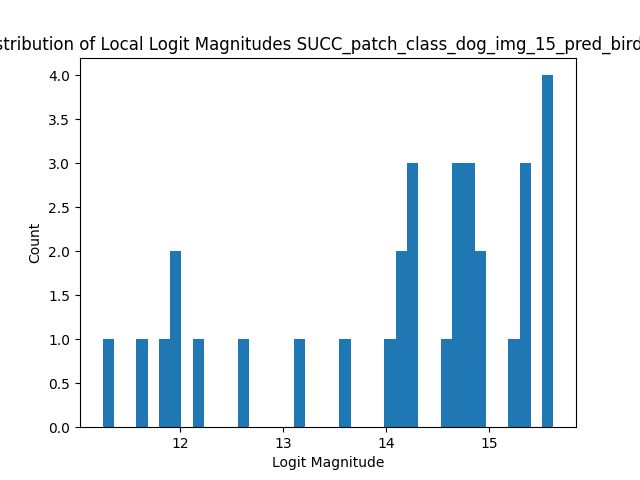 stribution of Local Logit Magnitudes SUCC_patch_class_dog_img_15_pred_bird
4.0
3.5
3.0
2.5
2.0
1.5
1.0
0.5
0.0
Count
12 13 14 15
Logit Magnitude